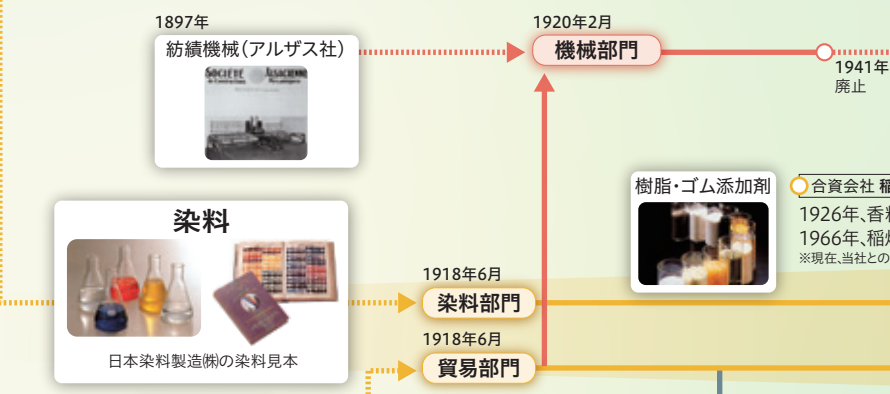 1897年
紡績機械(アルザス社)
SOCIÉTÉ ALSACIENNE
1920年2月
機械部門
1941年
廃止
樹脂・ゴム添加剤
合資会社
1926年、香
1966年、稲
※現在、当社との
染料
日本染料製造㈱の染料見本
1918年6月
染料部門
1918年6月
貿易部門